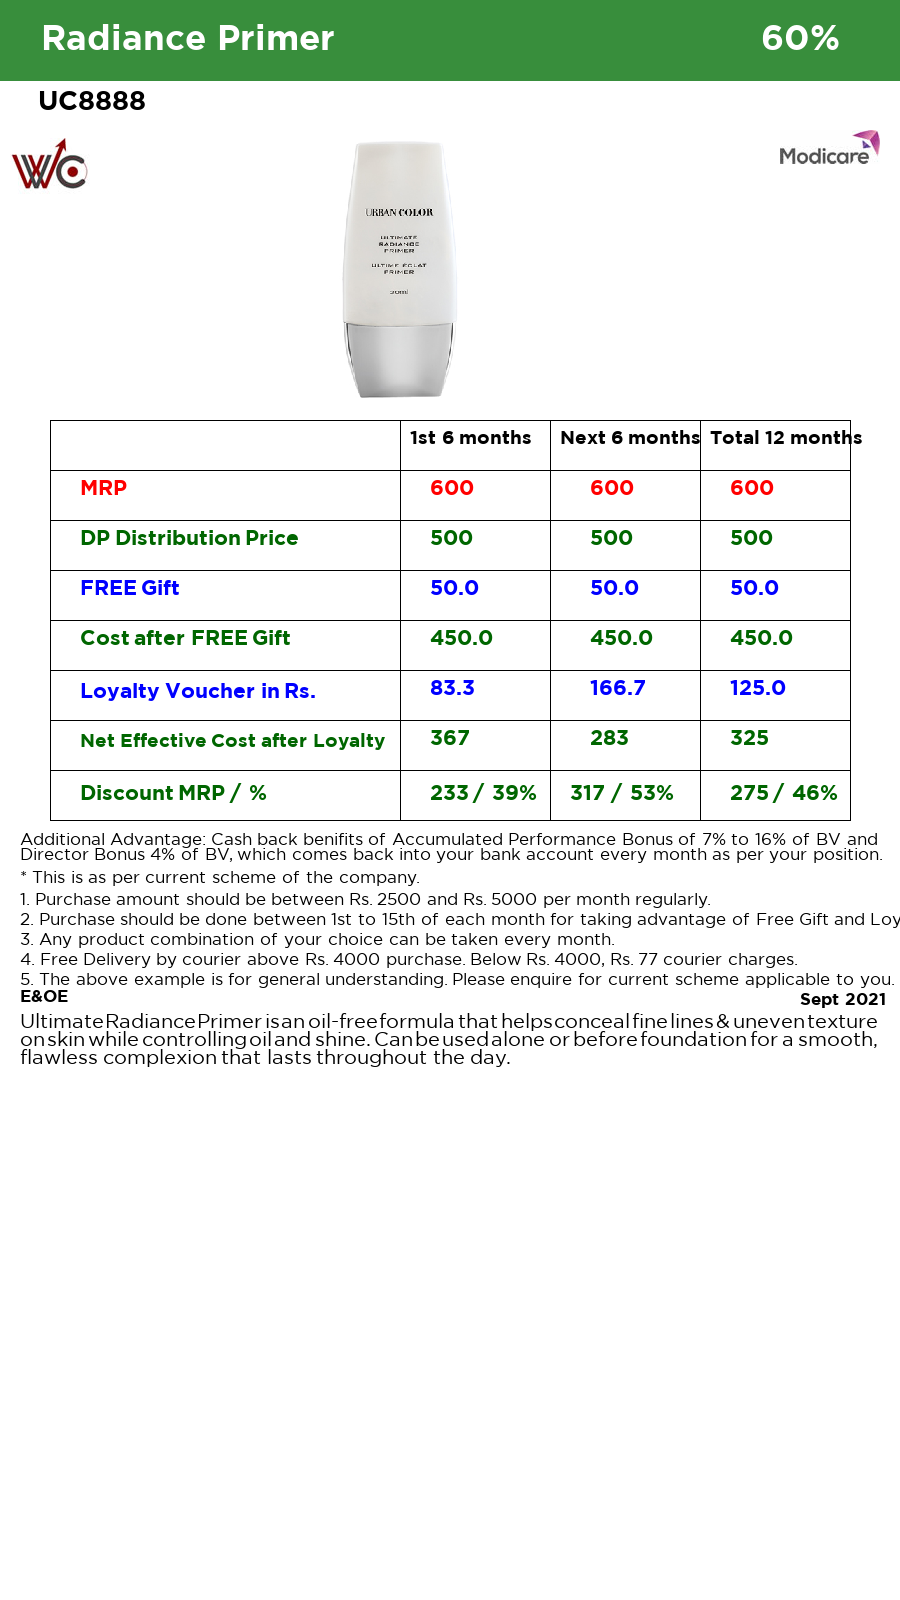 Radiance Primer 60%
UC8888
WC
Modicare
URBAN COLOR
ULTIMATE
RADIANCE
PRIMER
ULTIME ÉCLAT
PRIMER
30ml
1st 6 months Next 6 months Total 12 months
MRP 600 600 600
DP Distribution Price 500 500 500
FREE Gift 50.0 50.0 50.0
Cost after FREE Gift 450.0 450.0 450.0
Loyalty Voucher in Rs. 83.3 166.7 125.0
Net Effective Cost after Loyalty 367 283 325
Discount MRP / % 233 / 39% 317 / 53% 275 / 46%
Additional Advantage: Cash back benifits of Accumulated Performance Bonus of 7% to 16% of BV and
Director Bonus 4% of BV, which comes back into your bank account every month as per your position.
* This is as per current scheme of the company.
1. Purchase amount should be between Rs. 2500 and Rs. 5000 per month regularly.
2. Purchase should be done between 1st to 15th of each month for taking advantage of Free Gift and Loy
3. Any product combination of your choice can be taken every month.
4. Free Delivery by courier above Rs. 4000 purchase. Below Rs. 4000, Rs. 77 courier charges.
5. The above example is for general understanding. Please enquire for current scheme applicable to you.
E&OE Sept 2021
Ultimate Radiance Primer is an oil-free formula that helps conceal fine lines & uneven texture
on skin while controlling oil and shine. Can be used alone or before foundation for a smooth,
flawless complexion that lasts throughout the day.